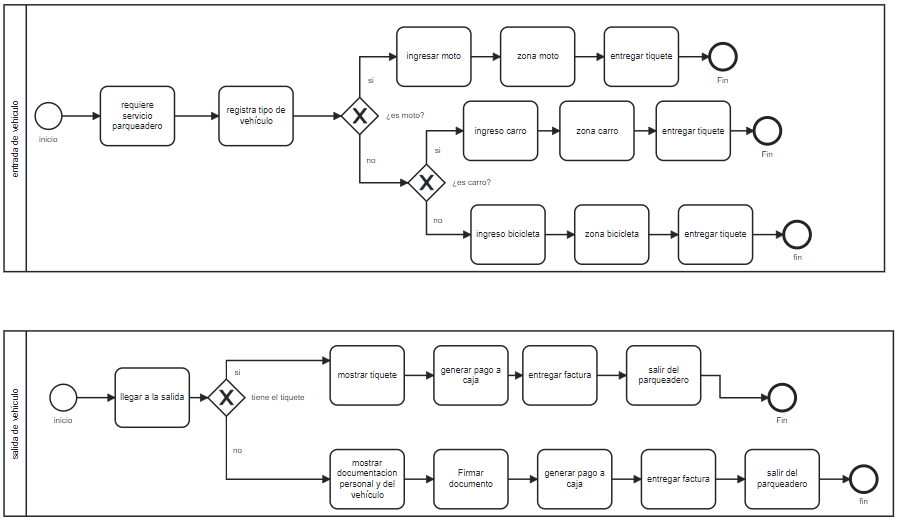 entrada de vehiculo
inicio
requiere
servicio
parqueadero
registra tipo de
vehículo
¿es moto?
si
ingresar moto
zona moto
entregar tiquete
Fin
no
¿es carro?
si
ingreso carro
zona carro
entregar tiquete
Fin
no
ingreso bicicleta
zona bicicleta
entregar tiquete
fin
salida de vehiculo
inicio
llegar a la salida
tiene el tiquete
si
mostrar tiquete
generar pago a
caja
entregar factura
salir del
parqueadero
Fin
no
mostrar
documentacion
personal y del
vehículo
Firmar
documento
generar pago a
caja
entregar factura
salir del
parqueadero
fin